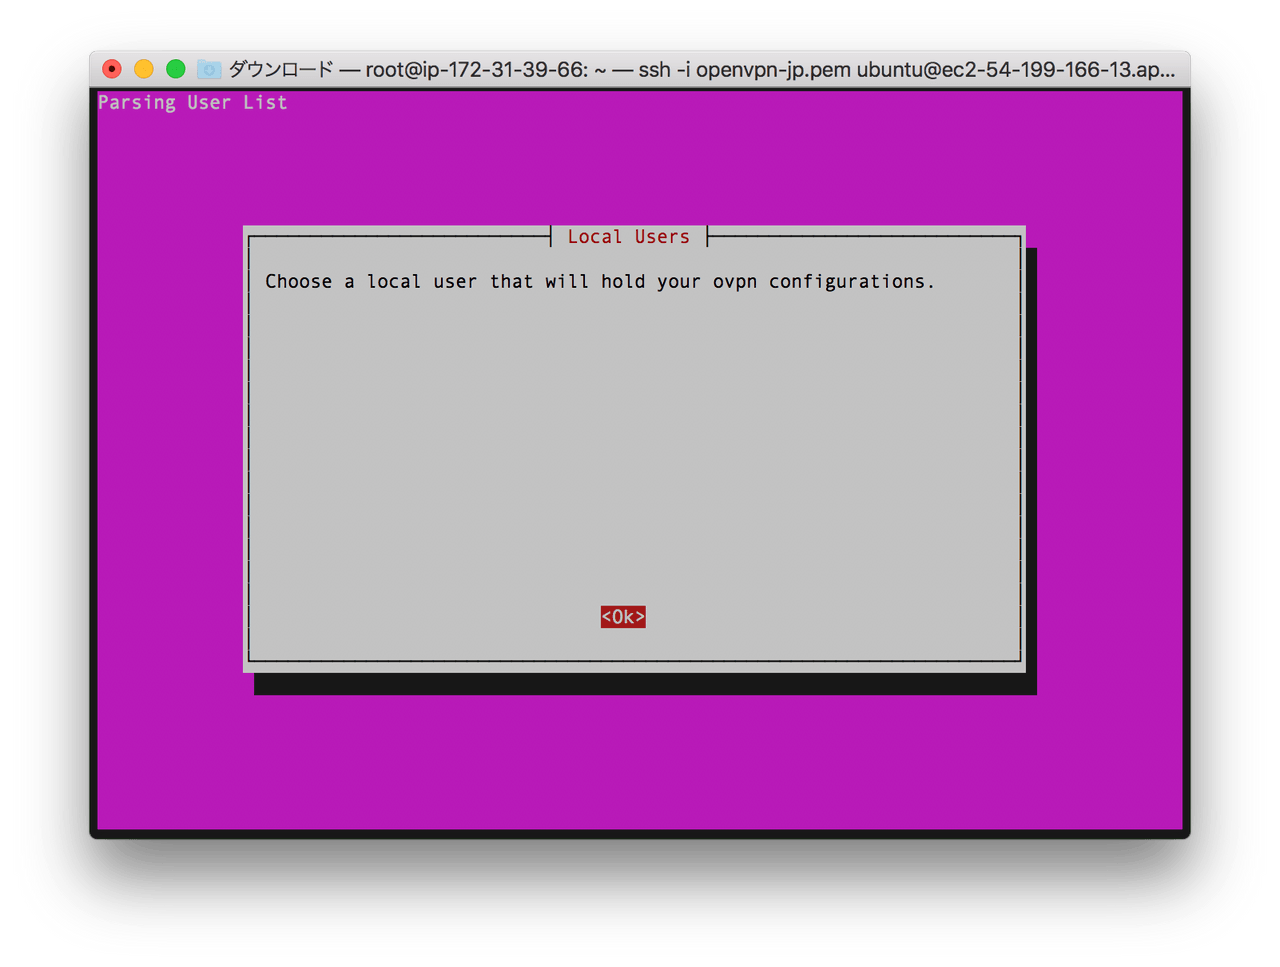 ダウンロード — root@ip-172-31-39-66: ~ — ssh -i openvpn-jp.pem ubuntu@ec2-54-199-166-13.ap...
Parsing User List
Local Users
Choose a local user that will hold your ovpn configurations.
<Ok>